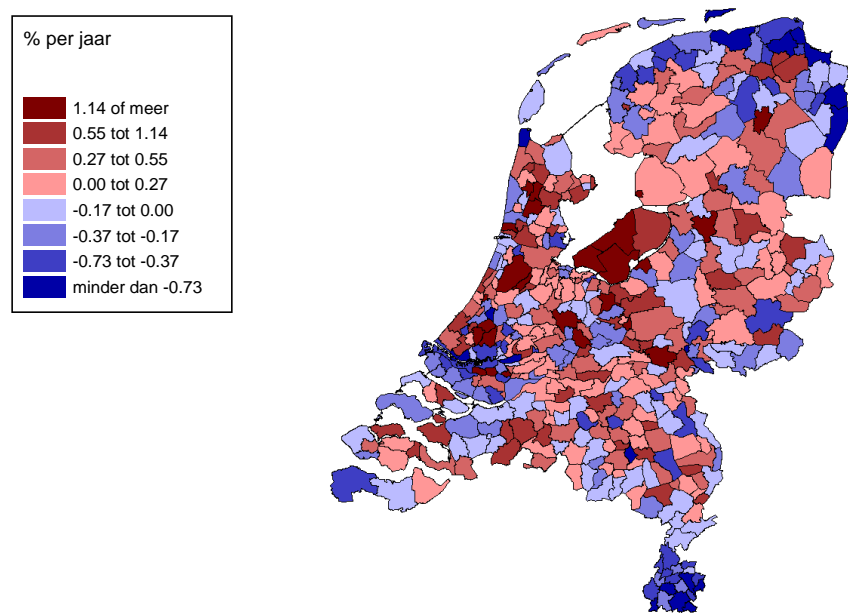 % per jaar
1.14 of meer
0.55 tot 1.14
0.27 tot 0.55
0.00 tot 0.27
-0.17 tot 0.00
-0.37 tot -0.17
-0.73 tot -0.37
minder dan -0.73